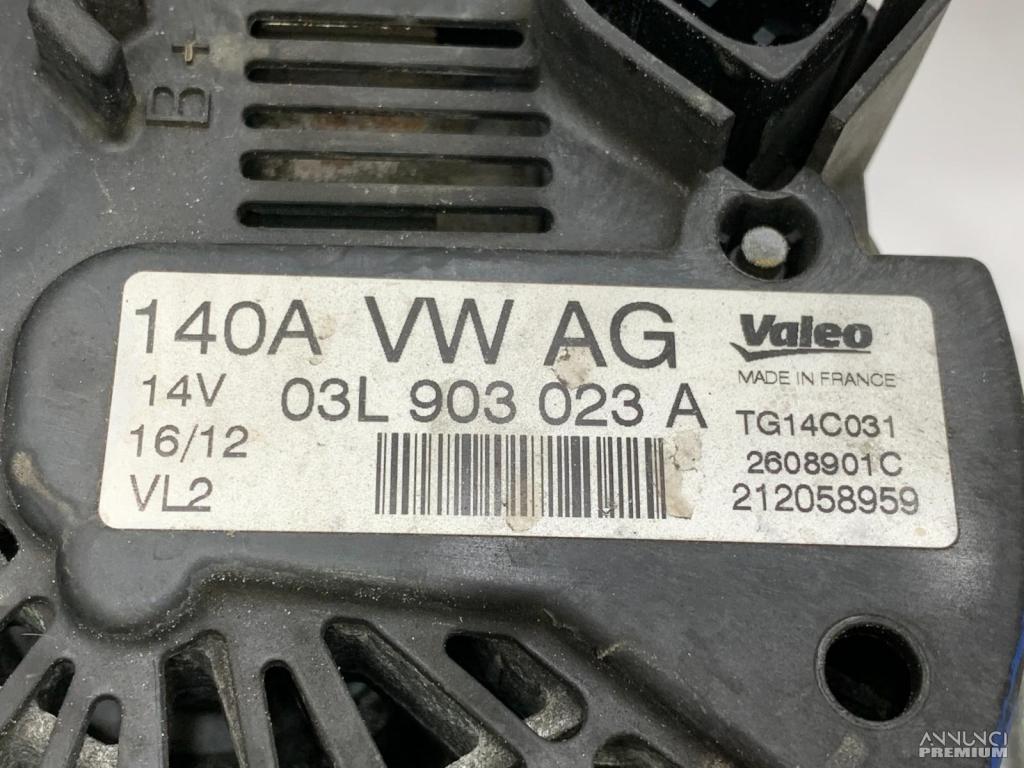 B+
140A VW AG
14V 03L 903 023 A
16/12
VL2
Valeo
MADE IN FRANCE
TG14C031
2608901C
212058959
ANNUNCI
PREMIUM